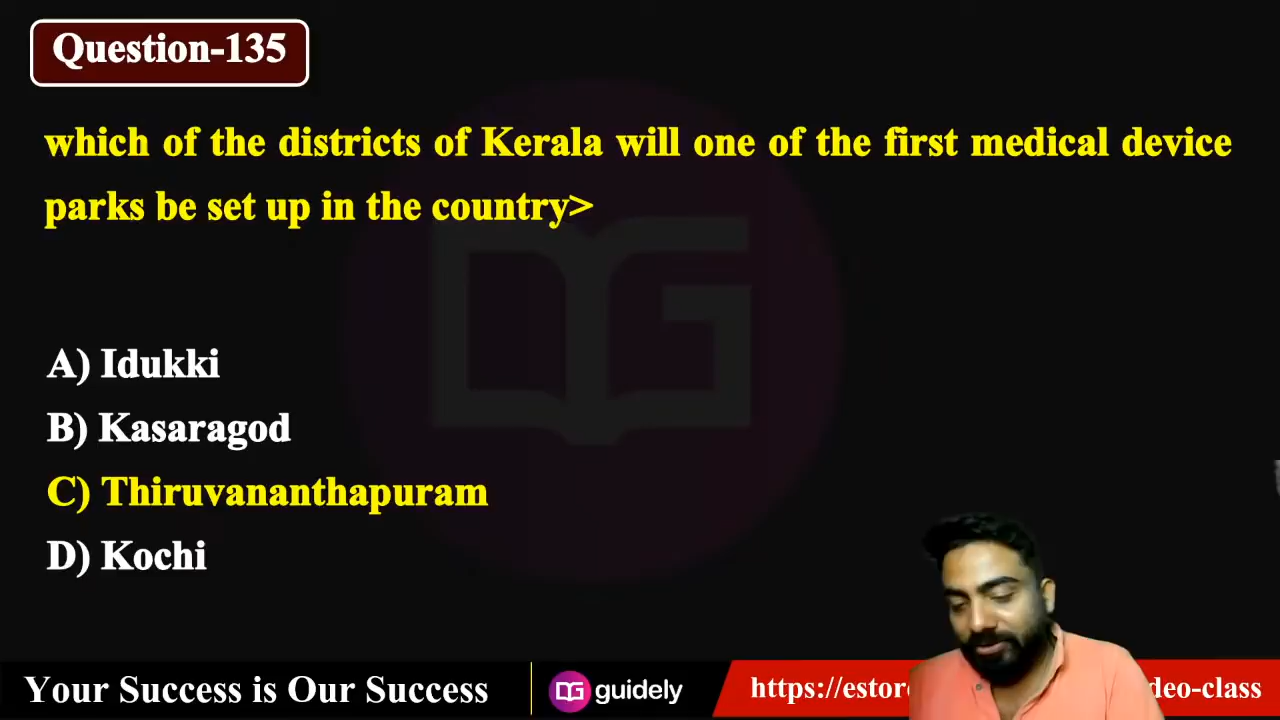 Question-135
which of the districts of Kerala will one of the first medical device
parks be set up in the country>
A) Idukki
B) Kasaragod
C) Thiruvananthapuram
D) Kochi
Your Success is Our Success
guidely
https://estor
deo-class